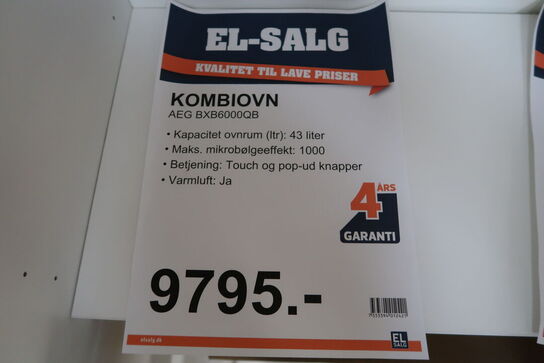 EL-SALG
KVALITET TIL LAVE PRISER
KOMBIOVN
AEG BXB6000QB
• Kapacitet ovnrum (ltr): 43 liter
• Maks. mikrobølgeeffekt: 1000
• Betjening: Touch og pop-ud knapper
• Varmluft: Ja
4 ÅRS
GARANTI
9795.-
elsalg.dk
EL
SALG